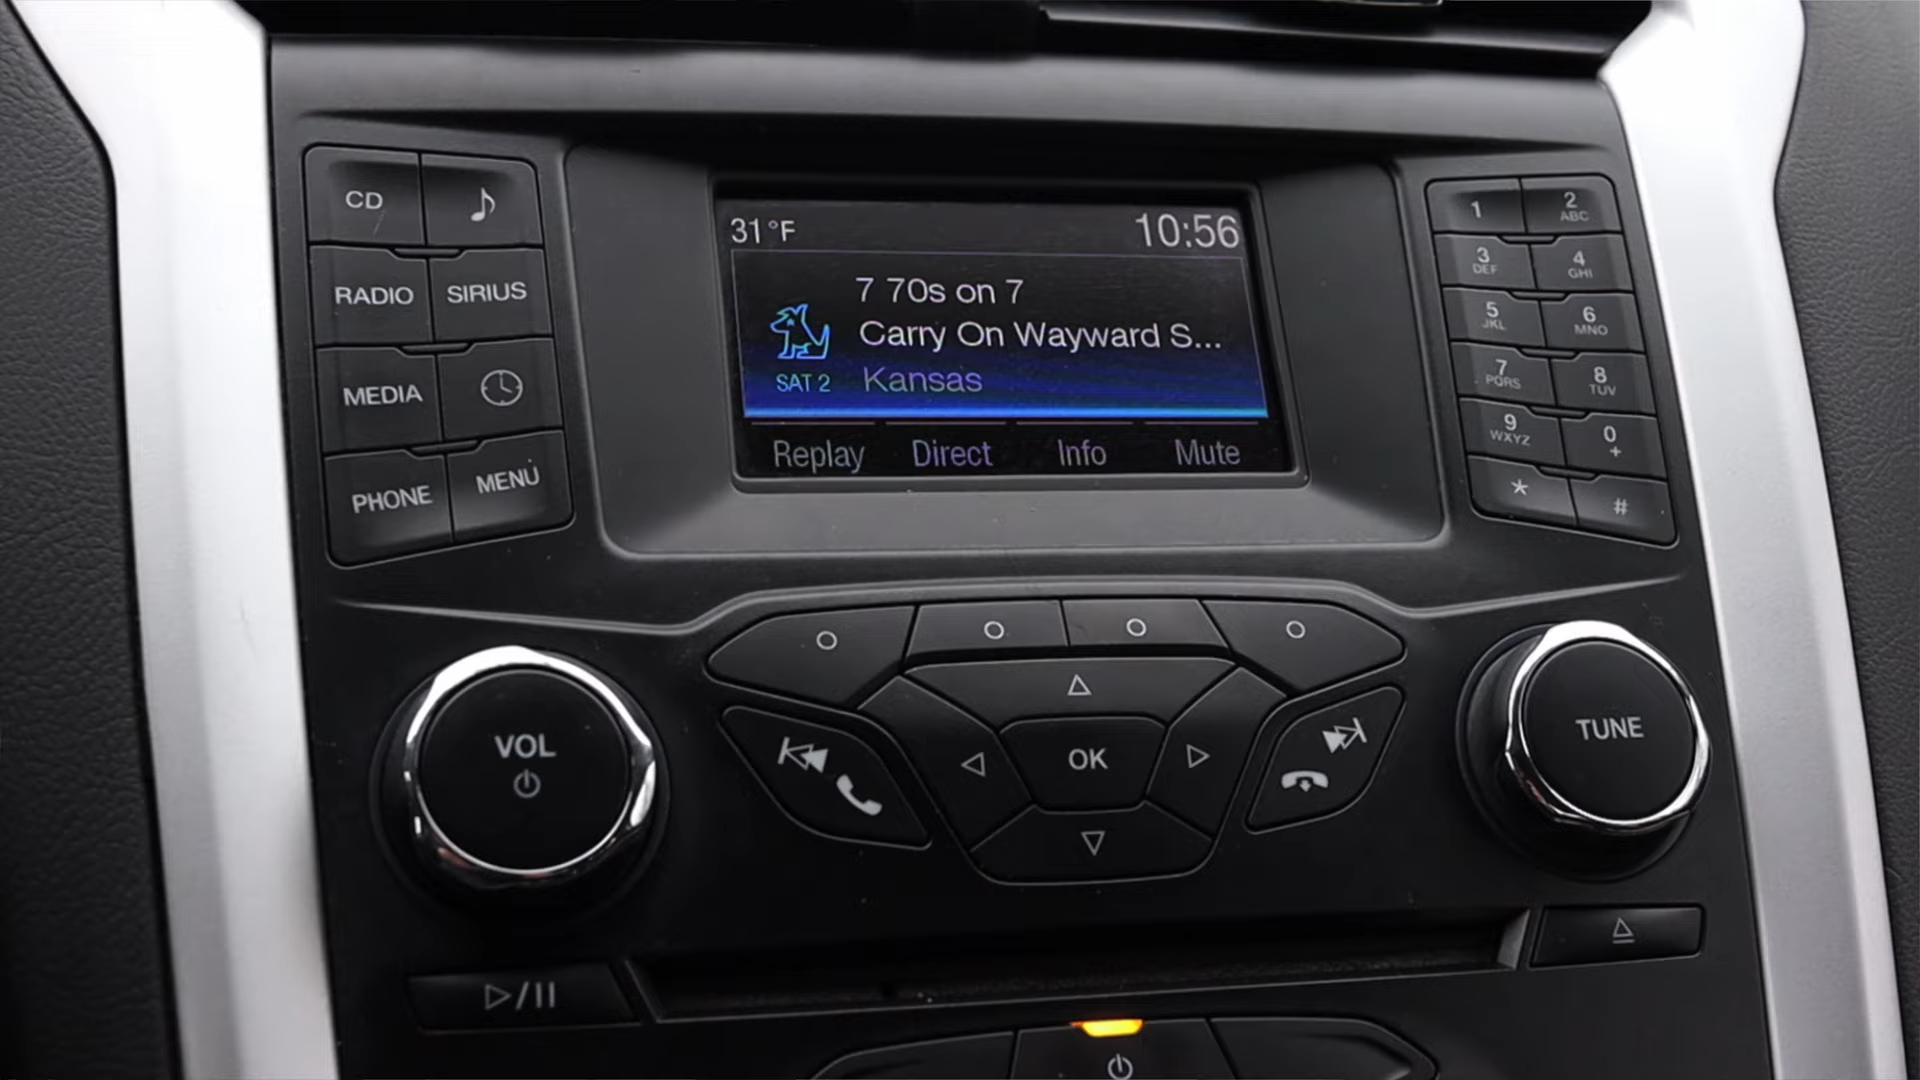 CD
RADIO SIRIUS
MEDIA
PHONE MENU
31°F 10:56
7 70s on 7
Carry On Wayward S...
SAT 2 Kansas
Replay Direct Info Mute
1 2 ABC
3 DEF 4 GHI
5 JKL 6 MNO
7 PQRS 8 TUV
9 WXYZ 0 +
* #
VOL
OK
TUNE